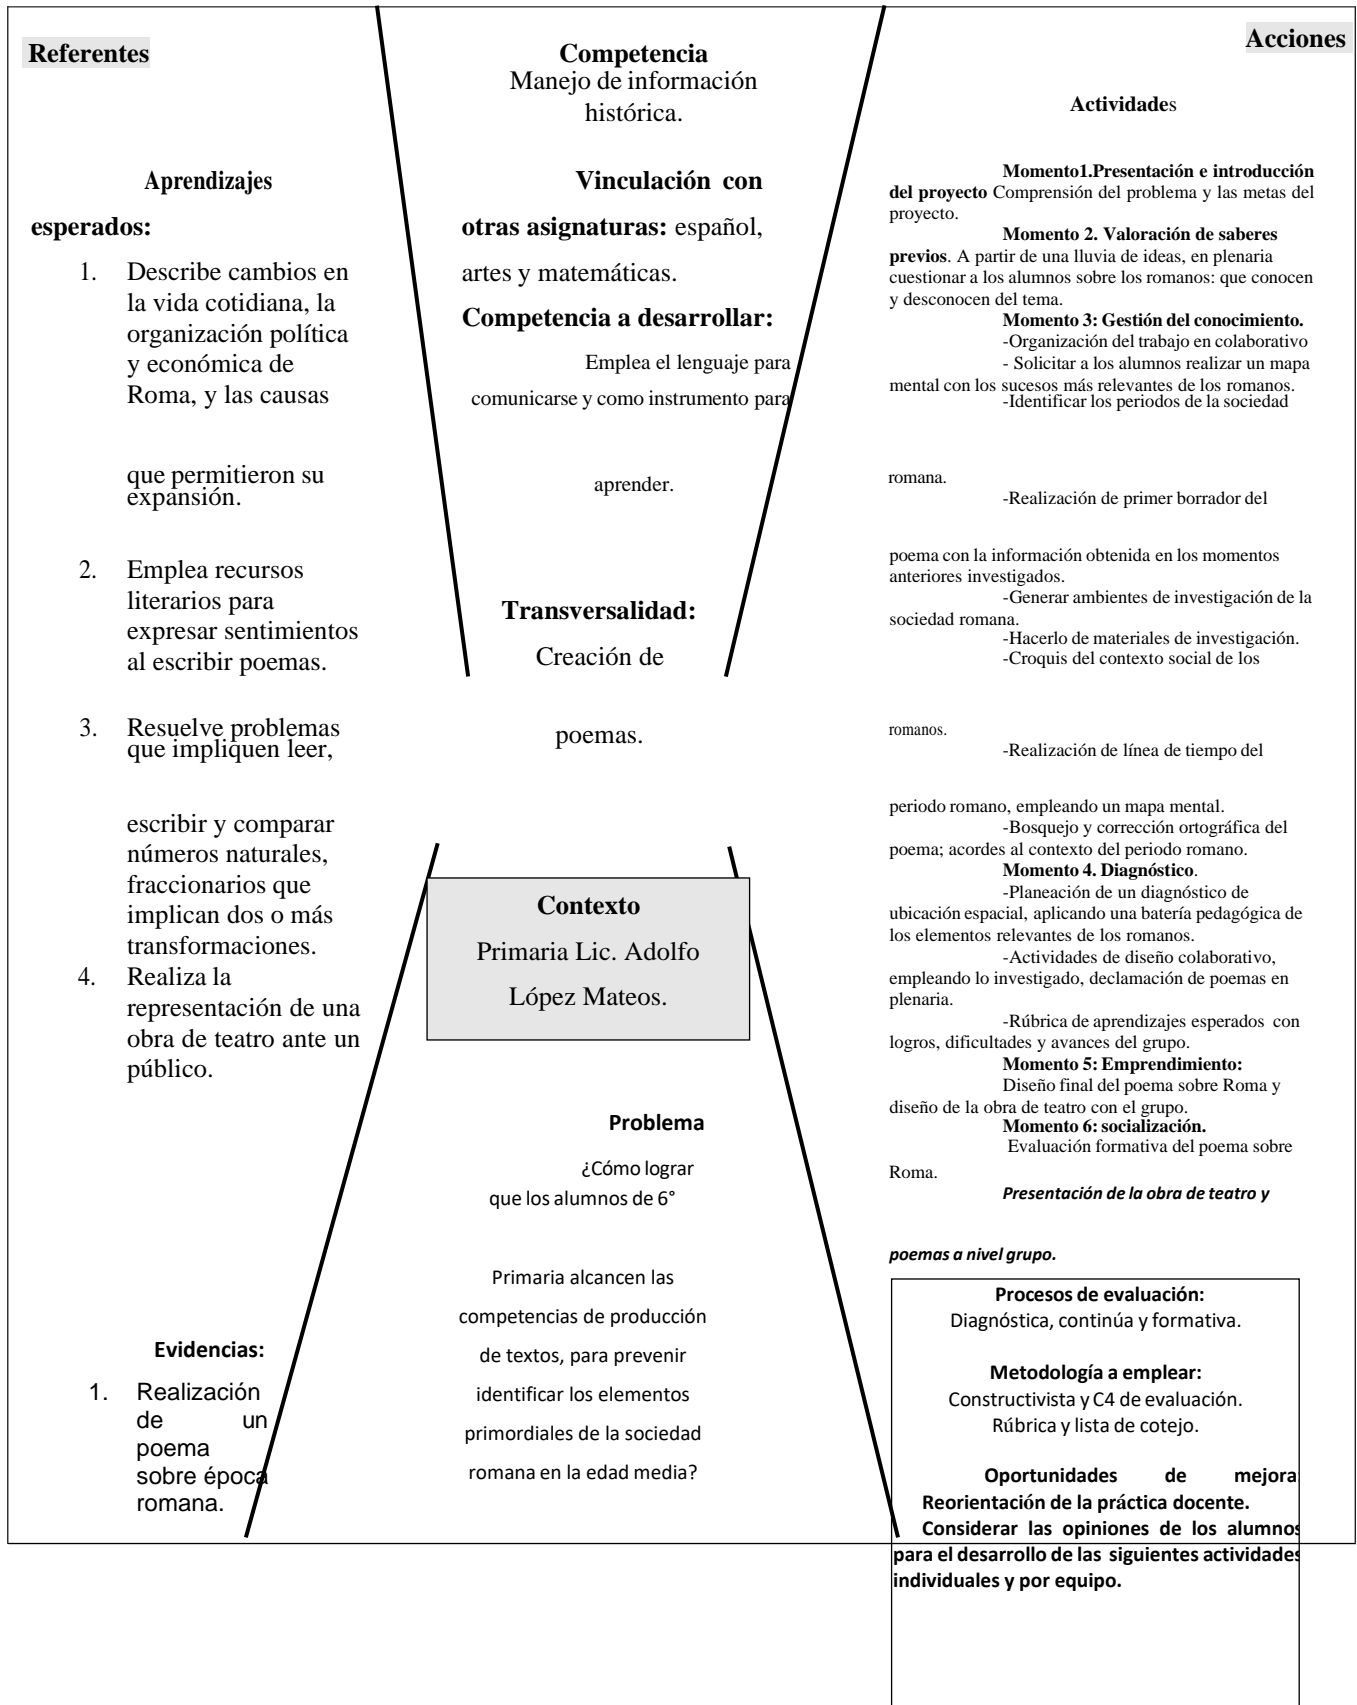 Referentes
Aprendizajes
esperados:
1. Describe cambios en
la vida cotidiana, la
organización política
y económica de
Roma, y las causas
que permitieron su
expansión.
2. Emplea recursos
literarios para
expresar sentimientos
al escribir poemas.
3. Resuelve problemas
que impliquen leer,
escribir y comparar
números naturales,
fraccionarios que
implican dos o más
transformaciones.
4. Realiza la
representación de una
obra de teatro ante un
público.
Evidencias:
1. Realización
de un
poema
sobre época
romana.
Competencia
Manejo de información
histórica.
Vinculación con
otras asignaturas: español,
artes y matemáticas.
Competencia a desarrollar:
Emplea el lenguaje para
comunicarse y como instrumento para
aprender.
Transversalidad:
Creación de
poemas.
Contexto
Primaria Lic. Adolfo
López Mateos.
Problema
¿Cómo lograr
que los alumnos de 6°
Primaria alcancen las
competencias de producción
de textos, para prevenir
identificar los elementos
primordiales de la sociedad
romana en la edad media?
Acciones
Actividades
Momento1.Presentación e introducción
del proyecto Comprensión del problema y las metas del
proyecto.
Momento 2. Valoración de saberes
previos. A partir de una lluvia de ideas, en plenaria
cuestionar a los alumnos sobre los romanos: que conocen
y desconocen del tema.
Momento 3: Gestión del conocimiento.
-Organización del trabajo en colaborativo
- Solicitar a los alumnos realizar un mapa
mental con los sucesos más relevantes de los romanos.
-Identificar los periodos de la sociedad
romana.
-Realización de primer borrador del
poema con la información obtenida en los momentos
anteriores investigados.
-Generar ambientes de investigación de la
sociedad romana.
-Hacerlo de materiales de investigación.
-Croquis del contexto social de los
romanos.
-Realización de línea de tiempo del
periodo romano, empleando un mapa mental.
-Bosquejo y corrección ortográfica del
poema; acordes al contexto del periodo romano.
Momento 4. Diagnóstico.
-Planeación de un diagnóstico de
ubicación espacial, aplicando una batería pedagógica de
los elementos relevantes de los romanos.
-Actividades de diseño colaborativo,
empleando lo investigado, declamación de poemas en
plenaria.
-Rúbrica de aprendizajes esperados con
logros, dificultades y avances del grupo.
Momento 5: Emprendimiento:
Diseño final del poema sobre Roma y
diseño de la obra de teatro con el grupo.
Momento 6: socialización.
Evaluación formativa del poema sobre
Roma.
Presentación de la obra de teatro y
poemas a nivel grupo.
Procesos de evaluación:
Diagnóstica, continúa y formativa.
Metodología a emplear:
Constructivista y C4 de evaluación.
Rúbrica y lista de cotejo.
Oportunidades de mejora
Reorientación de la práctica docente.
Considerar las opiniones de los alumnos
para el desarrollo de las siguientes actividades
individuales y por equipo.